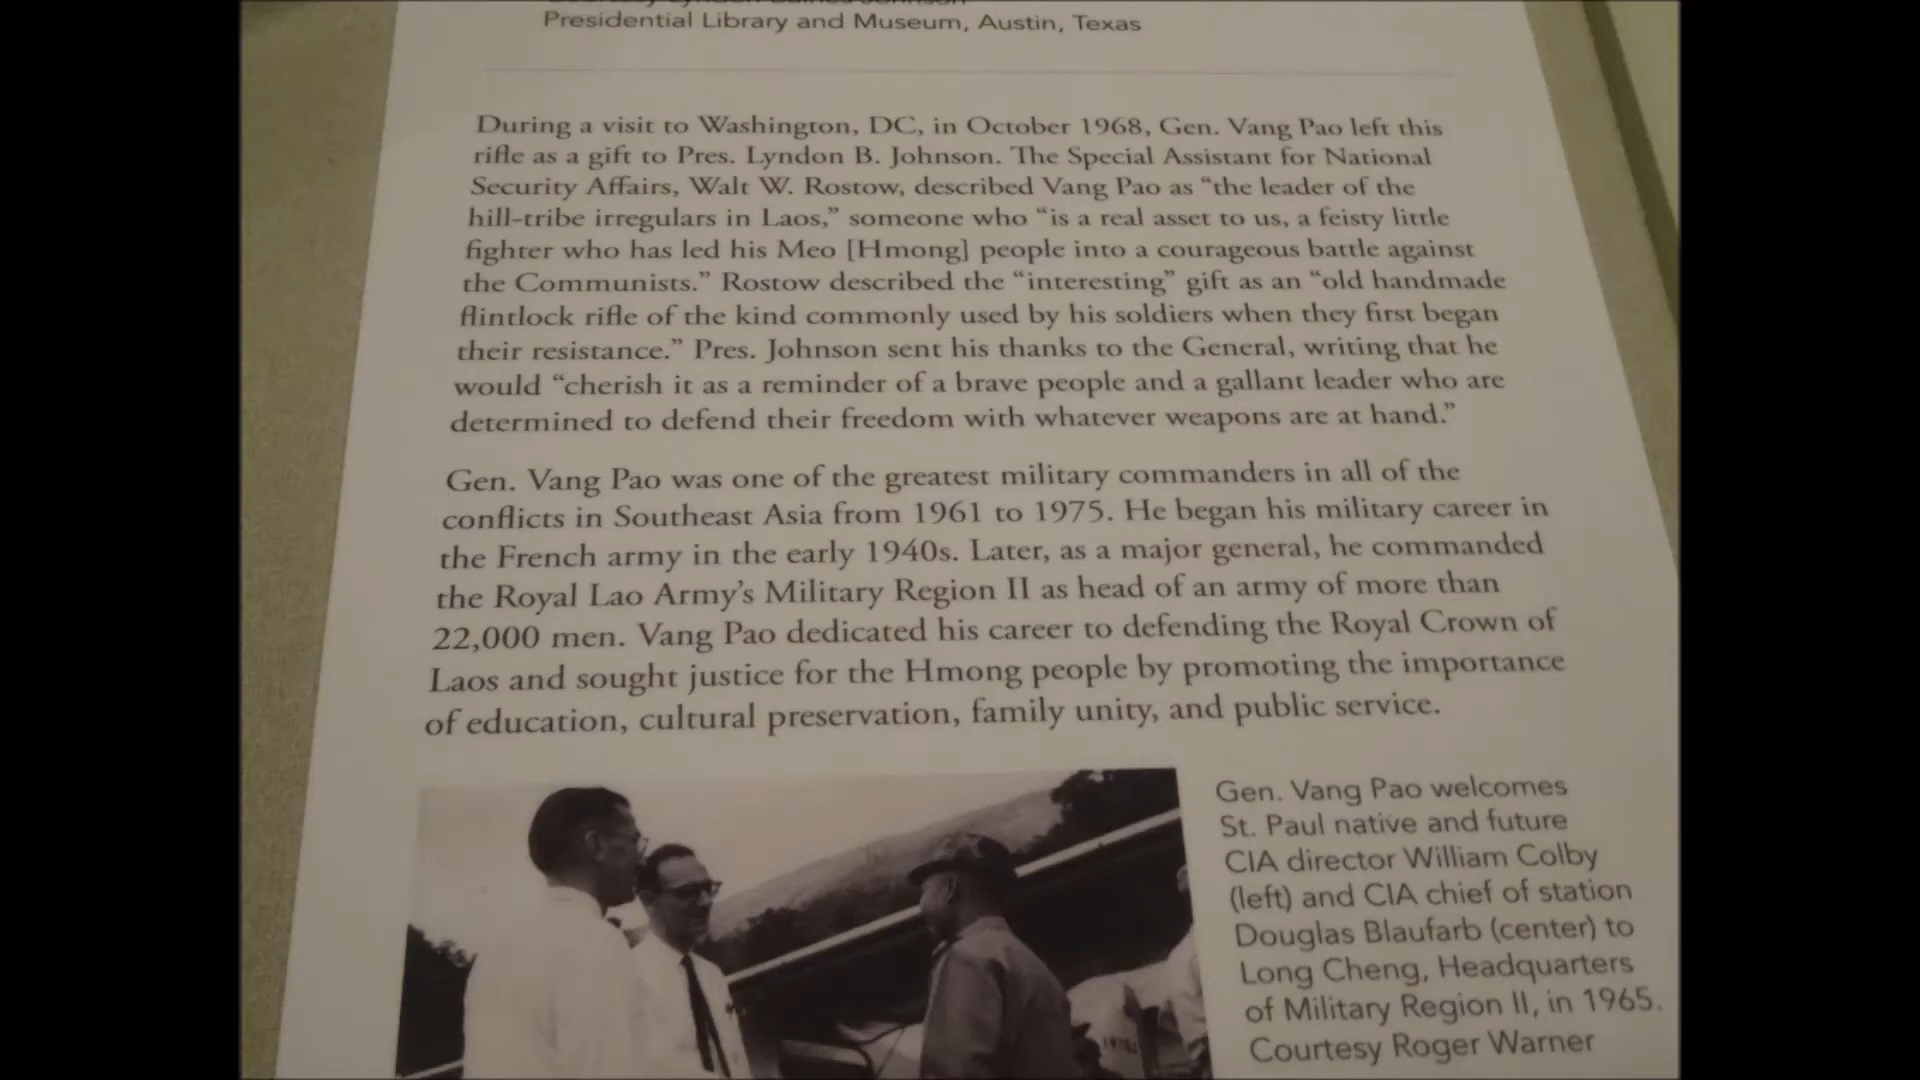 Presidential Library and Museum, Austin, Texas
During a visit to Washington, DC, in October 1968, Gen. Vang Pao left this
rifle as a gift to Pres. Lyndon B. Johnson. The Special Assistant for National
Security Affairs, Walt W. Rostow, described Vang Pao as “the leader of the
hill-tribe irregulars in Laos,” someone who “is a real asset to us, a feisty little
fighter who has led his Meo [Hmong] people into a courageous battle against
the Communists.” Rostow described the “interesting” gift as an “old handmade
flintlock rifle of the kind commonly used by his soldiers when they first began
their resistance.” Pres. Johnson sent his thanks to the General, writing that he
would “cherish it as a reminder of a brave people and a gallant leader who are
determined to defend their freedom with whatever weapons are at hand.”
Gen. Vang Pao was one of the greatest military commanders in all of the
conflicts in Southeast Asia from 1961 to 1975. He began his military career in
the French army in the early 1940s. Later, as a major general, he commanded
the Royal Lao Army’s Military Region II as head of an army of more than
22,000 men. Vang Pao dedicated his career to defending the Royal Crown of
Laos and sought justice for the Hmong people by promoting the importance
of education, cultural preservation, family unity, and public service.
Gen. Vang Pao welcomes
St. Paul native and future
CIA director William Colby
(left) and CIA chief of station
Douglas Blaufarb (center) to
Long Cheng, Headquarters
of Military Region II, in 1965.
Courtesy Roger Warner